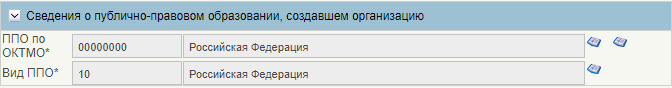 Сведения о публично-правовом образовании, создавшем организацию
ППО по ОКТМО* 00000000 Российская Федерация
Вид ППО* 10 Российская Федерация